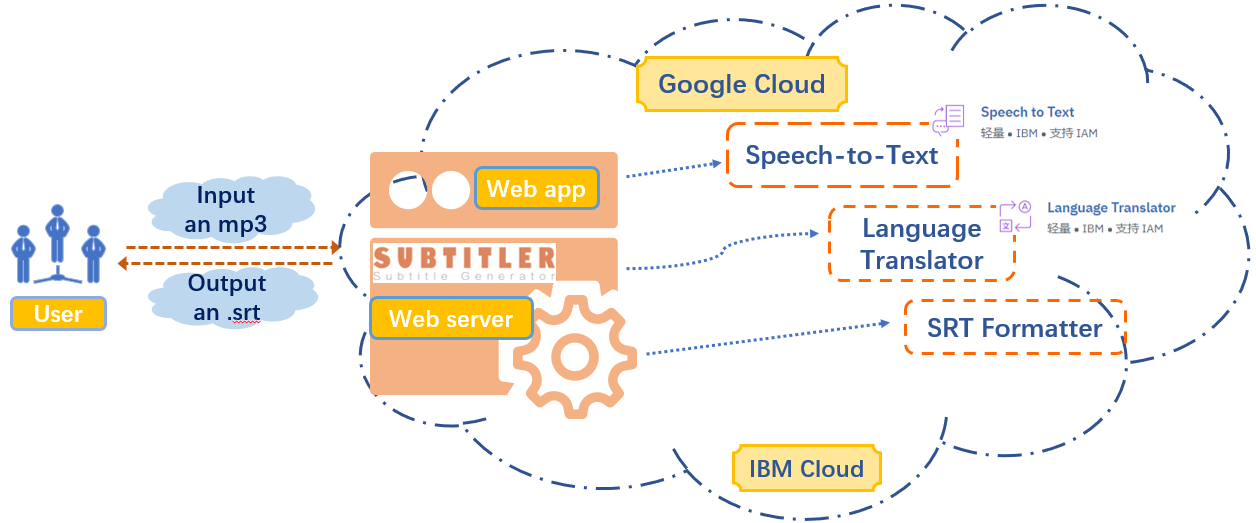 Google Cloud
Speech to Text
轻量 • IBM • 支持 IAM
Speech-to-Text
Web app
Input
an mp3
Language Translator
轻量 • IBM • 支持 IAM
Language
Translator
SUBTITLER
Subtitle Generator
Output
an .srt
User
Web server
SRT Formatter
IBM Cloud